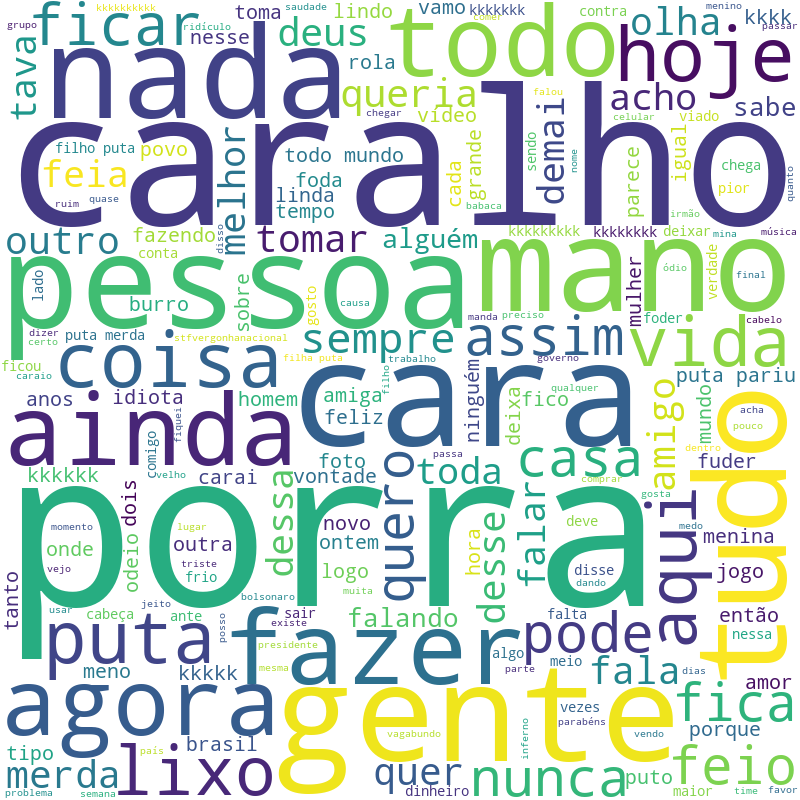 kkkkkkkkkk
saudade
menino
grupo
ridículo
ficar
toma
lindo
vamo
kkkkkkk
comer
contra
passar
nesse
deus
todo
olha
tava
nada
rola
hoje
queria
acho
sabe
chegar
falou
caralho
video
demai
celular
viado
filho puta
povo
melhor
todo mundo
cada
grande
sendo
nome
parece
igual
chega
quanto
feia
foda
linda
babaca
pior
ruim
quase
tempo
irmão
outro
fazendo
disso
tomar
alguém
kkkkkkkkk
kkkkkkkk
deixar
mina
música
conta
pessoa
mano
mulher
verdade
ódio
final
lado
sobre
gosto
causa
burro
manda
preciso
foder
cabelo
dizer
certo
puta merda
stfvergonhanacional
sempre
assim
vida
ficou
caraio
coisa
filha puta
trabalho
filho
governo
puta pariu
cara
ninguém
deixa
qualquer
amigo
mundo
anos
idiota
homem
amiga
feliz
fico
acha
pouco
ainda
comigo
fiquei
tudo
foto
passa
casa
dentro
fuder
kkkkkk
dois
velho
carai
vontade
quero
toda
comprar
gosta
medo
porra
dessa
novo
desse
falar
deve
aqui
menina
momento
lugar
onde
odeio
outra
ontem
hora
disse
jogo
vejo
triste
frio
logo
dando
tanto
usar
cabeça
jeito
ante
posso
sair
existe
muita
falando
falta
então
nessa
puta
fazer
pode
presidente
mesma
algo
meio
parte
meno
kkkkk
fala
dias
amor
agora
gente
fica
vezes
parabéns
tipo
brasil
vagabundo
vendo
inferno
porque
merda
lixo
país
quer
nunca
puto
feio
problema
semana
dinheiro
maior
time
favor